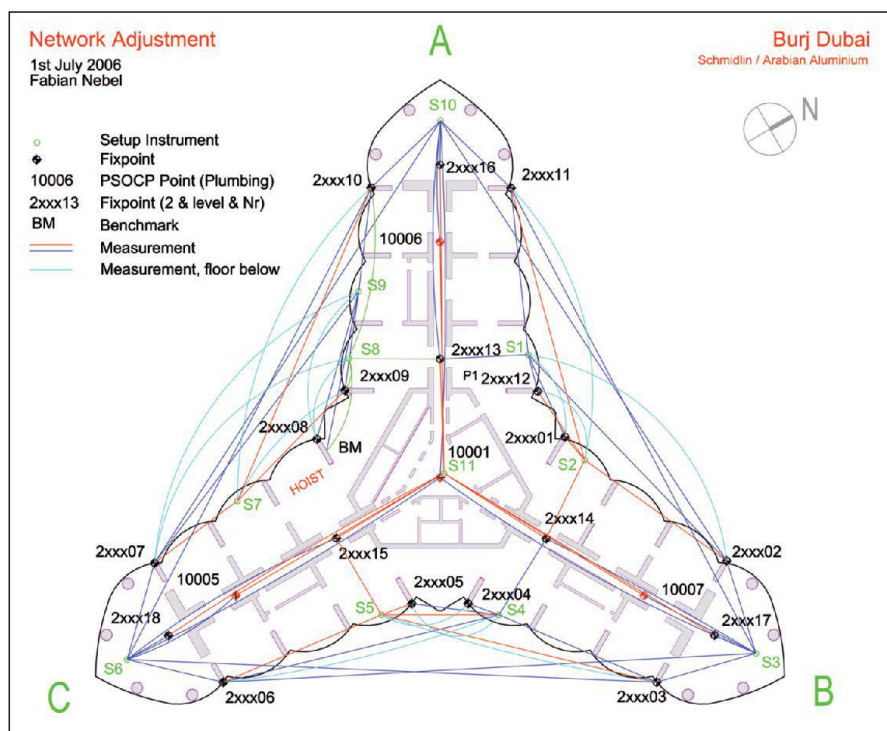 Network Adjustment
1st July 2006
Fabian Nebel
A
Burj Dubai
Schmidlin / Arabian Aluminium
N
Setup Instrument
Fixpoint
10006 PSOCP Point (Plumbing)
2xxx13 Fixpoint (2 & level & Nr)
BM Benchmark
Measurement
Measurement, floor below
S10
2xxx16
2xxx10
2xxx11
10006
S9
S8
2xxx13
S1
P1
2xxx09
2xxx12
2xxx08
2xxx01
BM
10001
S11
S2
HOIST
S7
2xxx14
2xxx07
2xxx15
2xxx02
10005
2xxx05
2xxx04
10007
2xxx18
S5
S4
2xxx17
S6
S3
2xxx06
2xxx03
C
B